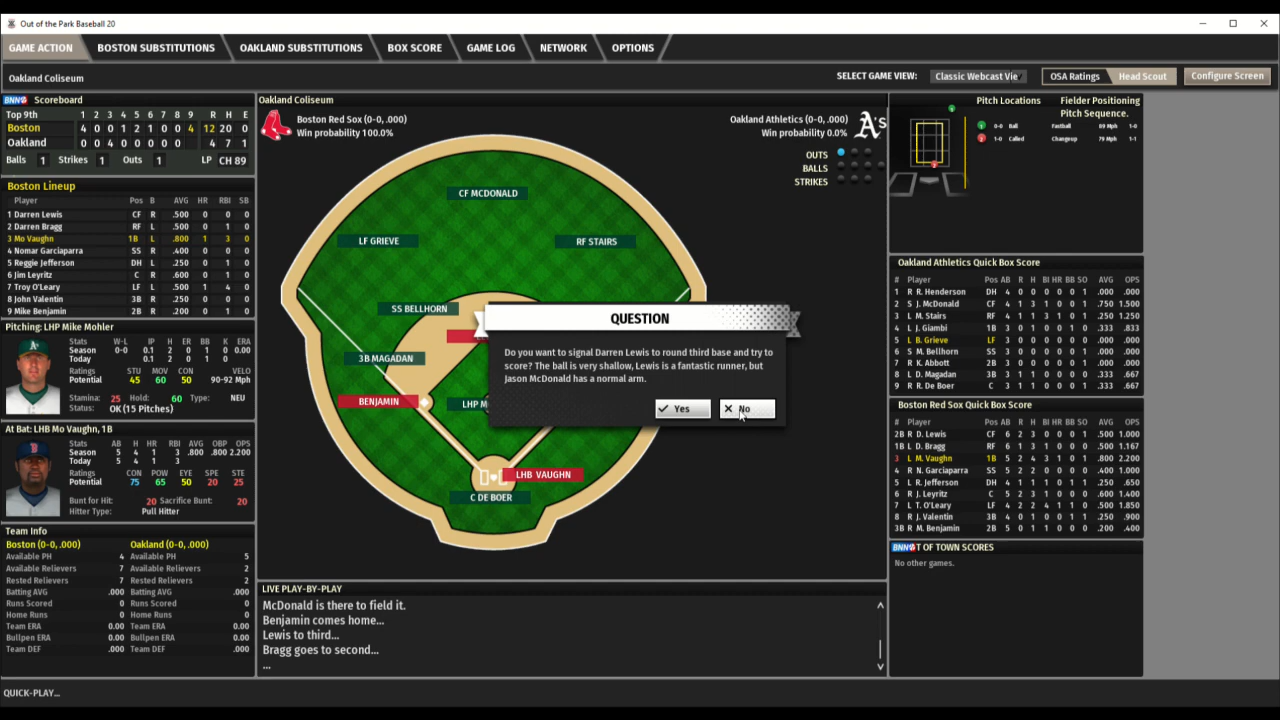 Out of the Park Baseball 20
GAME ACTION BOSTON SUBSTITUTIONS OAKLAND SUBSTITUTIONS BOX SCORE GAME LOG NETWORK OPTIONS
Oakland Coliseum
SELECT GAME VIEW: Classic Webcast Vie OSA Ratings Head Scout Configure Screen
BNN Scoreboard
Top 9th 1 2 3 4 5 6 7 8 9 R H E
Boston 4 0 0 1 2 1 0 0 4 12 20 0
Oakland 0 0 4 0 0 0 0 0 4 7 1
Balls 1 Strikes 1 Outs 1 LP CH 89
Boston Lineup
Player Pos B AVG HR RBI SB
1 Darren Lewis CF R .500 0 0 0
2 Darren Bragg RF L .500 0 1 0
3 Mo Vaughn 1B L .800 1 3 0
4 Nomar Garciaparra SS R .400 0 0 0
5 Reggie Jefferson DH L .250 0 1 0
6 Jim Leyritz C R .600 0 1 0
7 Troy O'Leary LF L .500 1 4 0
8 John Valentin 3B R .250 0 0 0
9 Mike Benjamin 2B R .200 0 1 0
Pitching: LHP Mike Mohler
Stats W-L IP H ER BB K ERA
Season 0-0 0.1 2 0 1 0 0.00
Today 0.1 2 0 0 0
Ratings STU MOV CON VELO
Potential 45 60 50 90-92 Mph
Stamina: 25 Hold: 60 Type: NEU
Status: OK (15 Pitches)
At Bat: LHB Mo Vaughn, 1B
Stats AB H HR RBI AVG OBP OPS
Season 5 4 1 3 .800 .800 2.200
Today 5 4 1 3
Ratings CON POW EYE SPE STE
Potential 75 65 50 20 25
Bunt for Hit: 20 Sacrifice Bunt: 20
Hitter Type: Pull Hitter
Team Info
Boston (0-0, .000) Oakland (0-0, .000)
Available PH 4 Available PH 5
Available Relievers 7 Available Relievers 2
Rested Relievers 7 Rested Relievers 2
Batting AVG .000 Batting AVG .000
Runs Scored 0 Runs Scored 0
Home Runs 0 Home Runs 0
Team ERA 0.00 Team ERA 0.00
Bullpen ERA 0.00 Bullpen ERA 0.00
Team DEF .000 Team DEF .000
QUICK-PLAY...
Oakland Coliseum
Boston Red Sox (0-0, .000)
Win probability 100.0%
Oakland Athletics (0-0, .000)
Win probability 0.0%
A's
OUTS
BALLS
STRIKES
CF MCDONALD
LF GRIEVE
RF STAIRS
SS BELLHORN
3B MAGADAN
BENJAMIN
LHP M
LHB VAUGHN
C DE BOER
QUESTION
Do you want to signal Darren Lewis to round third base and try to
score? The ball is very shallow, Lewis is a fantastic runner, but
Jason McDonald has a normal arm.
Yes No
LIVE PLAY-BY-PLAY
McDonald is there to field it.
Benjamin comes home...
Lewis to third...
Bragg goes to second...
...
Pitch Locations Fielder Positioning
Pitch Sequence.
1 0-0 Ball Fastball 89 Mph 1-0
2 1-0 Called Changeup 79 Mph 1-1
Oakland Athletics Quick Box Score
# Player Pos AB R H BI HR BB SO AVG OPS
1 R R. Henderson DH 4 0 0 0 0 0 1 .000 .000
2 S J. McDonald CF 4 1 3 1 0 0 0 .750 1.500
3 L M. Stairs RF 4 1 1 3 1 0 1 .250 1.250
4 L J. Giambi 1B 3 0 1 0 0 1 0 .333 .833
5 L B. Grieve LF 3 0 0 0 0 0 1 .000 .000
6 S M. Bellhorn SS 3 0 0 0 0 0 2 .000 .000
7 R K. Abbott 2B 3 0 0 0 0 0 1 .000 .000
8 L D. Magadan 3B 3 1 1 0 0 0 0 .333 .667
9 R R. De Boer C 3 1 1 0 0 0 1 .333 .667
Boston Red Sox Quick Box Score
# Player Pos AB R H BI HR BB SO AVG OPS
2B R D. Lewis CF 6 2 3 0 0 0 0 .500 1.000
1B L D. Bragg RF 6 1 3 1 0 0 1 .500 1.167
3 L M. Vaughn 1B 5 2 4 3 1 0 1 .800 2.200
4 R N. Garciaparra SS 5 2 2 0 0 0 0 .400 1.000
5 L R. Jefferson DH 4 0 1 1 0 1 1 .250 .650
6 R J. Leyritz C 5 2 3 1 0 0 0 .600 1.400
7 L T. O'Leary LF 4 2 2 4 1 1 0 .500 1.850
8 R J. Valentin 3B 4 0 1 0 0 1 1 .250 .900
3B R M. Benjamin 2B 5 0 1 1 0 0 0 .200 .400
BNN T OF TOWN SCORES
No other games.